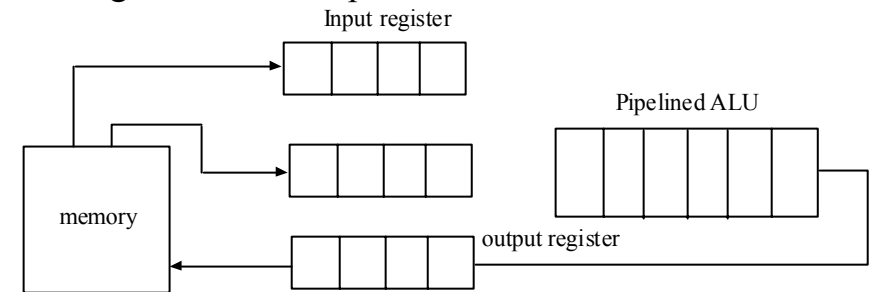 Input register
Pipelined ALU
memory
output register